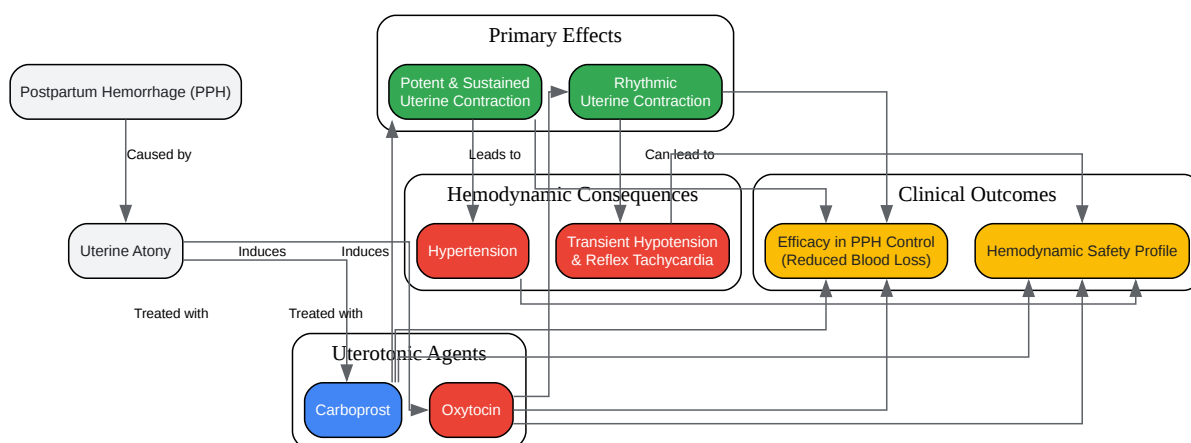 Primary Effects
Postpartum Hemorrhage (PPH)
Potent & Sustained
Uterine Contraction
Rhythmic
Uterine Contraction
Caused by
Leads to
Can lead to
Hemodynamic Consequences
Clinical Outcomes
Uterine Atony
Induces
Induces
Hypertension
Transient Hypotension
& Reflex Tachycardia
Efficacy in PPH Control
(Reduced Blood Loss)
Hemodynamic Safety Profile
Treated with
Treated with
Uterotonic Agents
Carboprost
Oxytocin